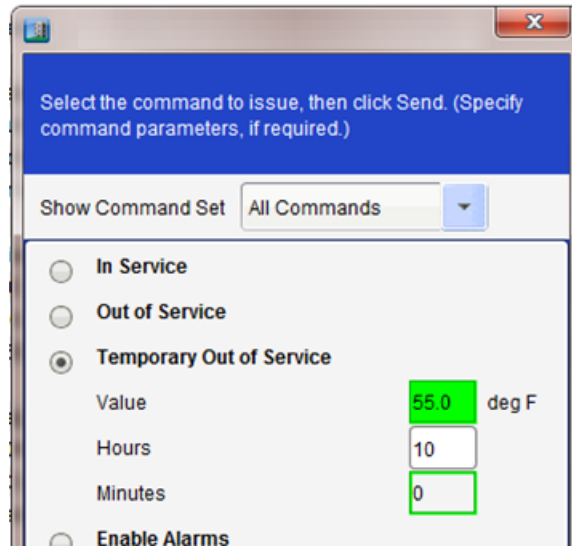 Select the command to issue, then click Send. (Specify
command parameters, if required.)
Show Command Set All Commands
In Service
Out of Service
Temporary Out of Service
Value 55.0 deg F
Hours 10
Minutes 0
Enable Alarms